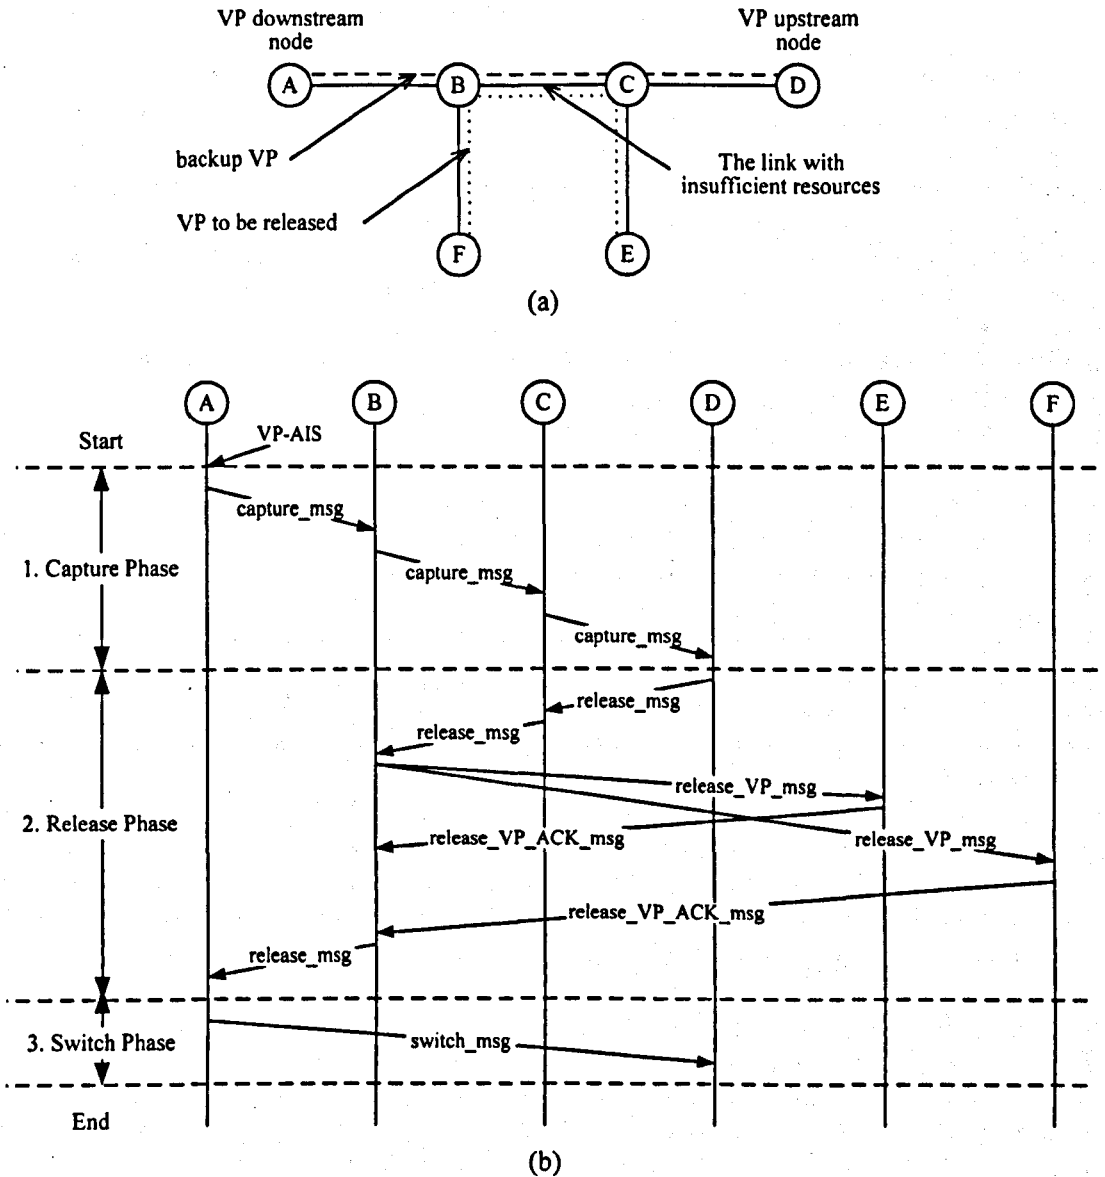 VP downstream
node
VP upstream
node
A
B
C
D
backup VP
The link with
insufficient resources
VP to be released
F
E
(a)
A
B
C
D
E
F
Start
VP-AIS
capture_msg
1. Capture Phase
capture_msg
capture_msg
release_msg
release_msg
release_VP_msg
2. Release Phase
release_VP_ACK_msg
release_VP_msg
release_VP_ACK_msg
release_msg
3. Switch Phase
switch_msg
End
(b)